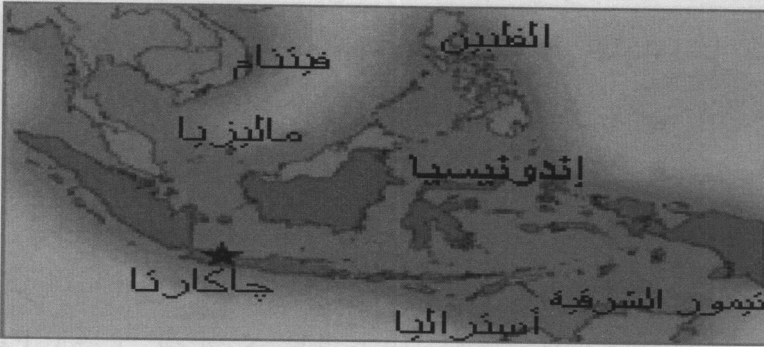 الفلبين
فيتنام
ماليزيا
إندونيسيا
جاكارتا
تيمور الشرقية
أستراليا